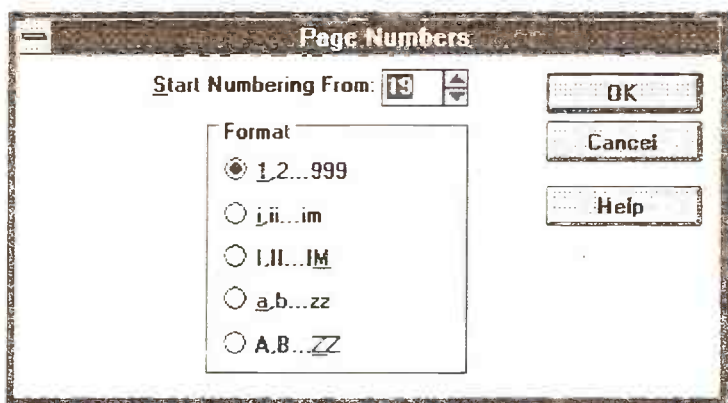 Page Numbers
Start Numbering From: 19
OK
Cancel
Help
Format
1,2...999
i,ii...im
I,II...IM
a,b...zz
A,B...ZZ